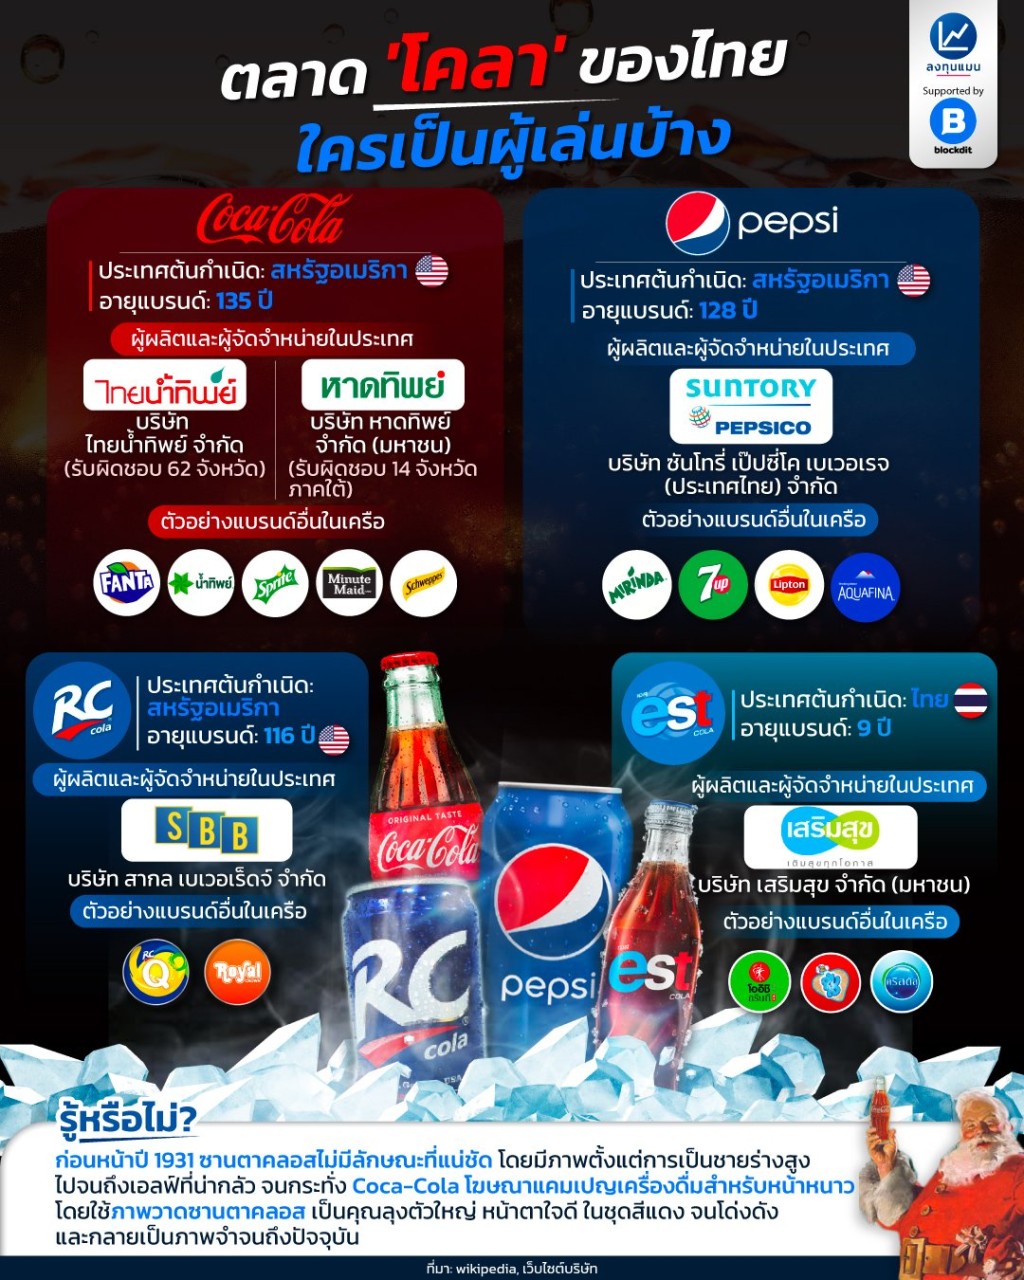 ตลาด 'โคลา' ของไทย
ใครเป็นผู้เล่นบ้าง
ลงทุนแมน
Supported by
B
blockdit
Coca-Cola
ประเทศต้นกำเนิด: สหรัฐอเมริกา
อายุแบรนด์: 135 ปี
ผู้ผลิตและผู้จัดจำหน่ายในประเทศ
ไทยน้ำทิพย์
บริษัท
ไทยน้ำทิพย์ จำกัด
(รับผิดชอบ 62 จังหวัด)
หาดทิพย์
บริษัท หาดทิพย์
จำกัด (มหาชน)
(รับผิดชอบ 14 จังหวัด
ภาคใต้)
ตัวอย่างแบรนด์อื่นในเครือ
FANTA
น้ำทิพย์
Sprite
Minute
Maid
Schweppes
pepsi
ประเทศต้นกำเนิด: สหรัฐอเมริกา
อายุแบรนด์: 128 ปี
ผู้ผลิตและผู้จัดจำหน่ายในประเทศ
SUNTORY
PEPSICO
บริษัท ซันโทรี่ เป๊ปซี่โค เบเวอเรจ
(ประเทศไทย) จำกัด
ตัวอย่างแบรนด์อื่นในเครือ
MIRINDA
7up
Lipton
AQUAFINA
RC
cola
ประเทศต้นกำเนิด:
สหรัฐอเมริกา
อายุแบรนด์: 116 ปี
ผู้ผลิตและผู้จัดจำหน่ายในประเทศ
SBB
บริษัท สากล เบเวอเร็ดจ์ จำกัด
ตัวอย่างแบรนด์อื่นในเครือ
RC
Q
Royal
est
COLA
ประเทศต้นกำเนิด: ไทย
อายุแบรนด์: 9 ปี
ผู้ผลิตและผู้จัดจำหน่ายในประเทศ
เสริมสุข
เติมสุขทุกโอกาส
บริษัท เสริมสุข จำกัด (มหาชน)
ตัวอย่างแบรนด์อื่นในเครือ
โออิชิ
กรีนที
คริสตัล
ORIGINAL TASTE
Coca-Cola
RC
cola
pepsi
est
COLA
รู้หรือไม่?
ก่อนหน้าปี 1931 ซานตาคลอสไม่มีลักษณะที่แน่ชัด โดยมีภาพตั้งแต่การเป็นชายร่างสูง
ไปจนถึงเอลฟ์ที่น่ากลัว จนกระทั่ง Coca-Cola โฆษณาแคมเปญเครื่องดื่มสำหรับหน้าหนาว
โดยใช้ภาพวาดซานตาคลอส เป็นคุณลุงตัวใหญ่ หน้าตาใจดี ในชุดสีแดง จนโด่งดัง
และกลายเป็นภาพจำจนถึงปัจจุบัน
ที่มา: wikipedia, เว็บไซต์บริษัท